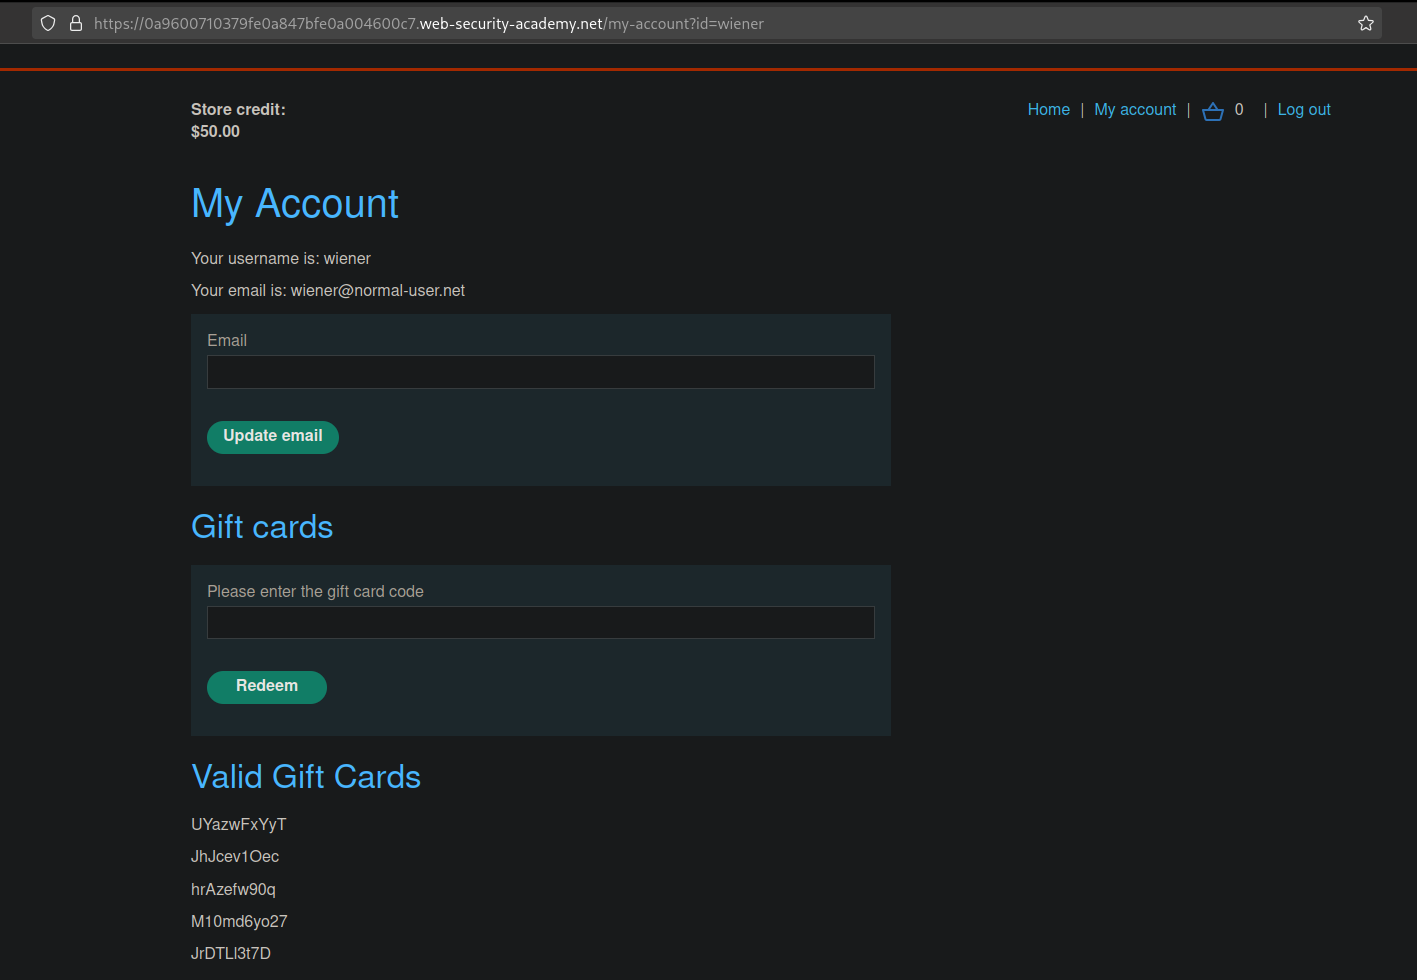 https://0a9600710379fe0a847bfe0a004600c7.web-security-academy.net/my-account?id=wiener
Store credit:
$50.00
Home | My account | 0 | Log out
My Account
Your username is: wiener
Your email is: wiener@normal-user.net
Email
Update email
Gift cards
Please enter the gift card code
Redeem
Valid Gift Cards
UYazwFxYyT
JhJcev1Oec
hrAzefw90q
M10md6yo27
JrDTLl3t7D